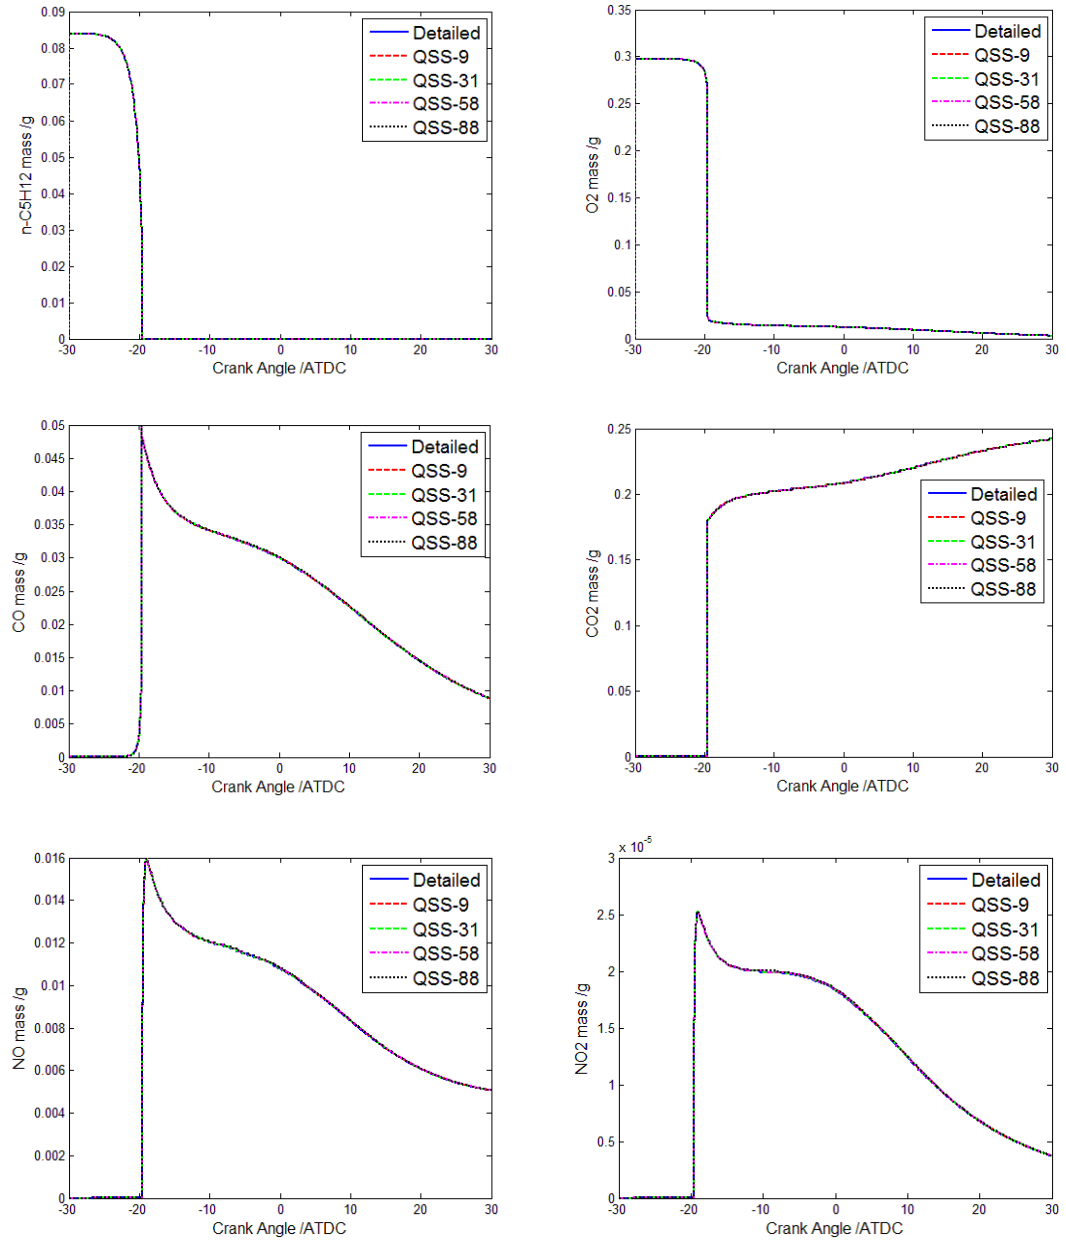 0.09
0.08
0.07
0.06
0.05
0.04
0.03
0.02
0.01
0
-30 -20 -10 0 10 20 30
n-C5H12 mass /g
Crank Angle /ATDC
Detailed
QSS-9
QSS-31
QSS-58
QSS-88
0.35
0.3
0.25
0.2
0.15
0.1
0.05
0
-30 -20 -10 0 10 20 30
O2 mass /g
Crank Angle /ATDC
Detailed
QSS-9
QSS-31
QSS-58
QSS-88
0.05
0.045
0.04
0.035
0.03
0.025
0.02
0.015
0.01
0.005
0
-30 -20 -10 0 10 20 30
CO mass /g
Crank Angle /ATDC
Detailed
QSS-9
QSS-31
QSS-58
QSS-88
0.25
0.2
0.15
0.1
0.05
0
-30 -20 -10 0 10 20 30
CO2 mass /g
Crank Angle /ATDC
Detailed
QSS-9
QSS-31
QSS-58
QSS-88
0.016
0.014
0.012
0.01
0.008
0.006
0.004
0.002
0
-30 -20 -10 0 10 20 30
NO mass /g
Crank Angle /ATDC
Detailed
QSS-9
QSS-31
QSS-58
QSS-88
x 10⁻⁵
3
2.5
2
1.5
1
0.5
0
-30 -20 -10 0 10 20 30
NO2 mass /g
Crank Angle /ATDC
Detailed
QSS-9
QSS-31
QSS-58
QSS-88